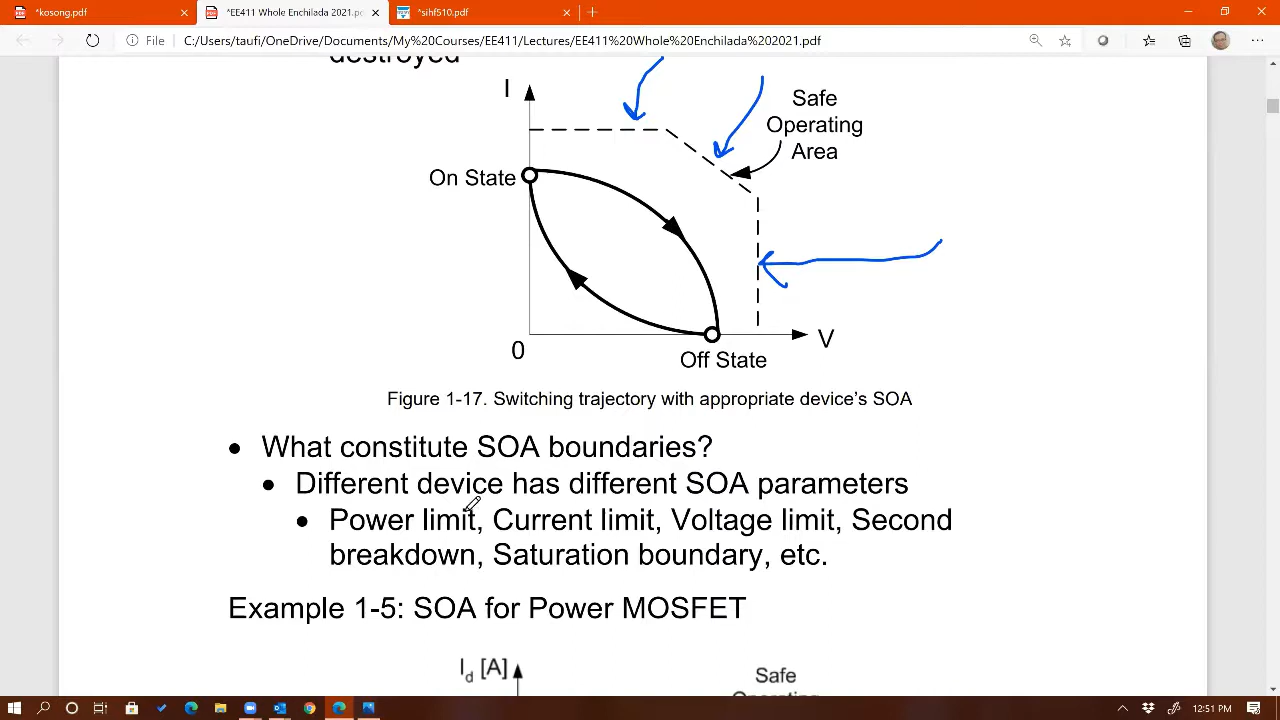 *kosong.pdf
*EE411 Whole Enchilada 2021.p
sihf510.pdf
File
C:/Users/taufi/OneDrive/Documents/My%20Courses/EE411/Lectures/EE411%20Whole%20Enchilada%202021.pdf
destroyed
I
Safe
Operating
Area
On State
0
V
Off State
Figure 1-17. Switching trajectory with appropriate device's SOA
• What constitute SOA boundaries?
• Different device has different SOA parameters
• Power limit, Current limit, Voltage limit, Second
breakdown, Saturation boundary, etc.
Example 1-5: SOA for Power MOSFET
Id [A]
Safe
Operating
12:51 PM